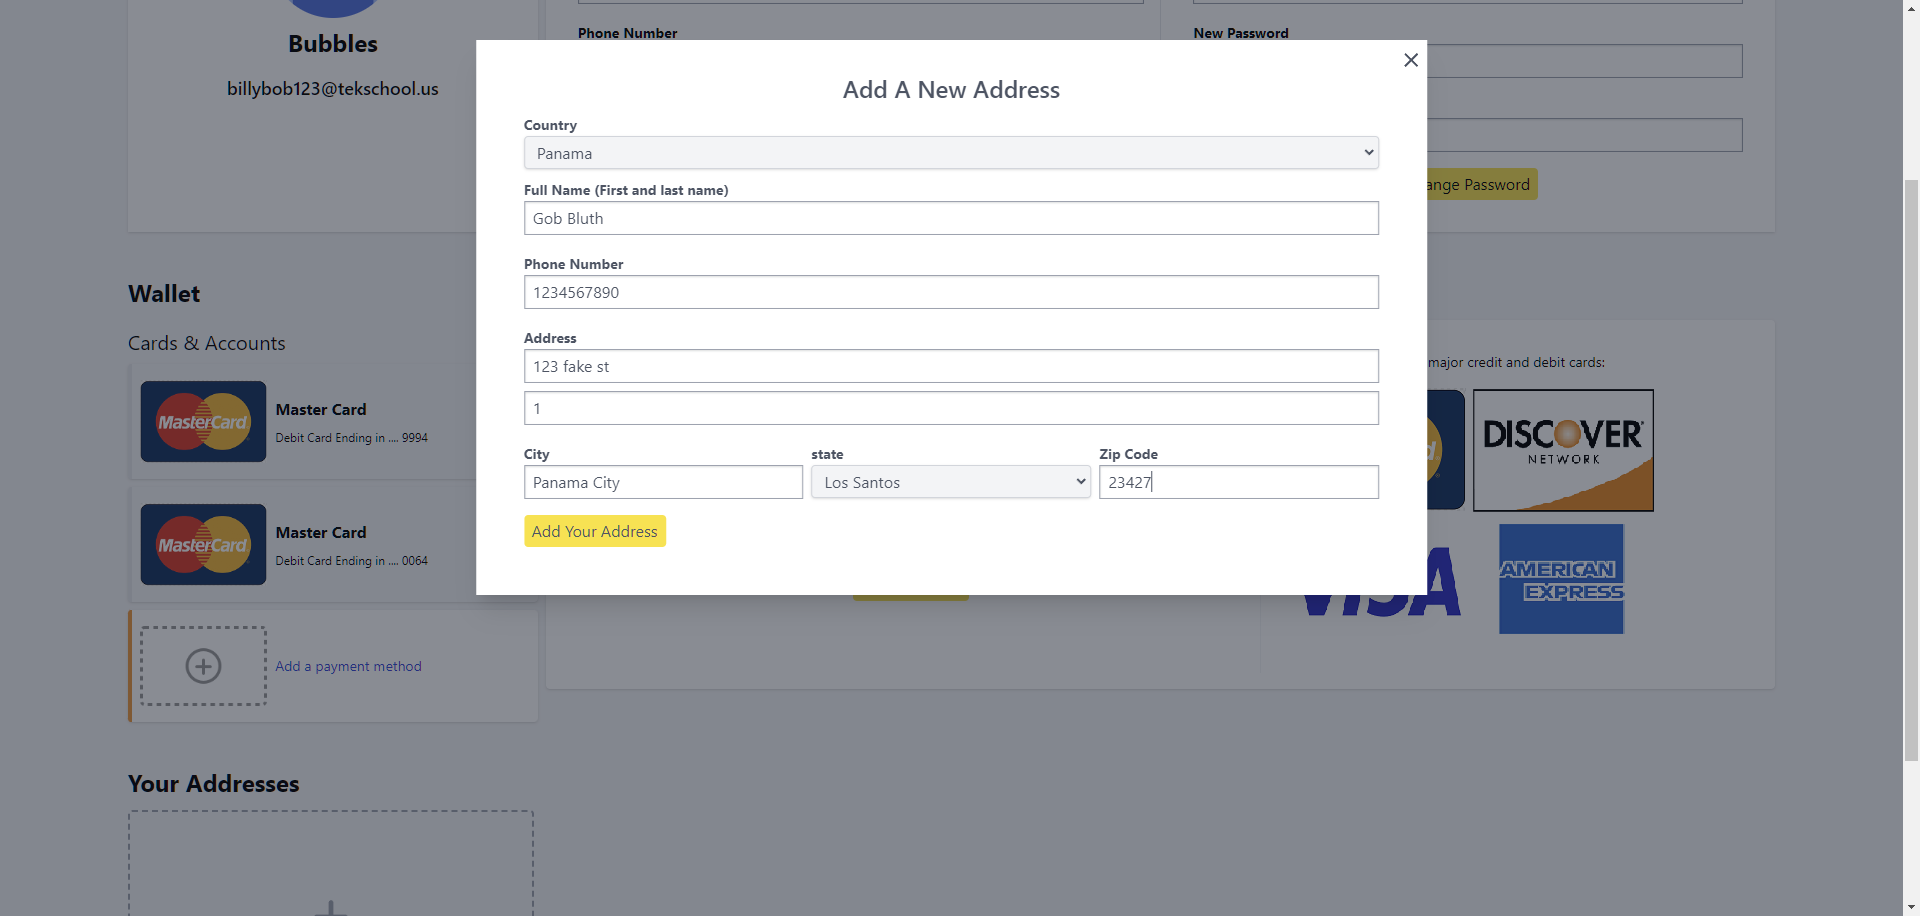 Bubbles
billybob123@tekschool.us
Phone Number
New Password
ange Password
Add A New Address
Country
Panama
Full Name (First and last name)
Gob Bluth
Phone Number
1234567890
Address
123 fake st
1
City
state
Zip Code
Panama City
Los Santos
23427
Add Your Address
Wallet
Cards & Accounts
MasterCard
Master Card
Debit Card Ending in .... 9994
MasterCard
Master Card
Debit Card Ending in .... 0064
Add a payment method
major credit and debit cards:
d
DISCOVER
NETWORK
VISA
AMERICAN
EXPRESS
Your Addresses